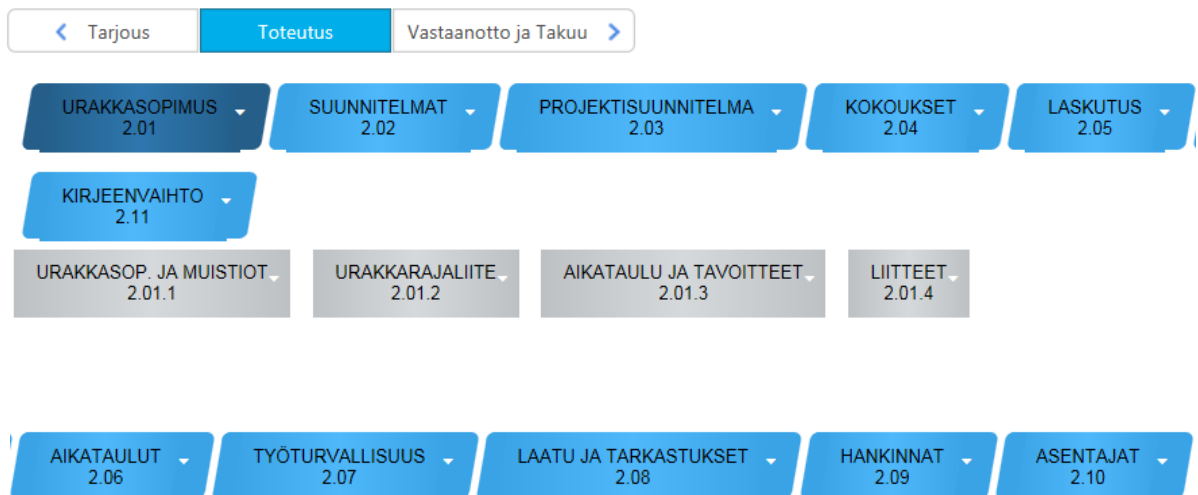 Tarjous Toteutus Vastaanotto ja Takuu
URAKKASOPIMUS SUUNNITELMAT PROJEKTISUUNNITELMA KOKOUKSET LASKUTUS
2.01 2.02 2.03 2.04 2.05
KIRJEENVAIHTO
2.11
URAKKASOP. JA MUISTIOT URAKKARAJALIITE AIKATAULU JA TAVOITTEET LIITTEET
2.01.1 2.01.2 2.01.3 2.01.4
AIKATAULUT TYÖTURVALLISUUS LAATU JA TARKASTUKSET HANKINNAT ASENTAJAT
2.06 2.07 2.08 2.09 2.10